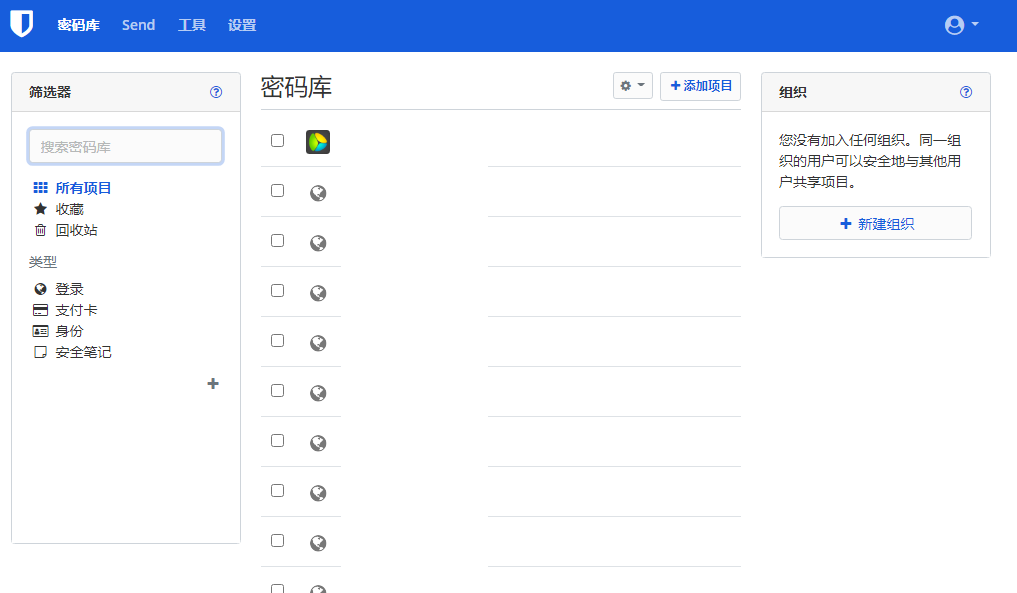 密码库
Send
工具
设置
筛选器
搜索密码库
所有项目
收藏
回收站
类型
登录
支付卡
身份
安全笔记
密码库
添加项目
组织
您没有加入任何组织。同一组
织的用户可以安全地与其他用
户共享项目。
新建组织